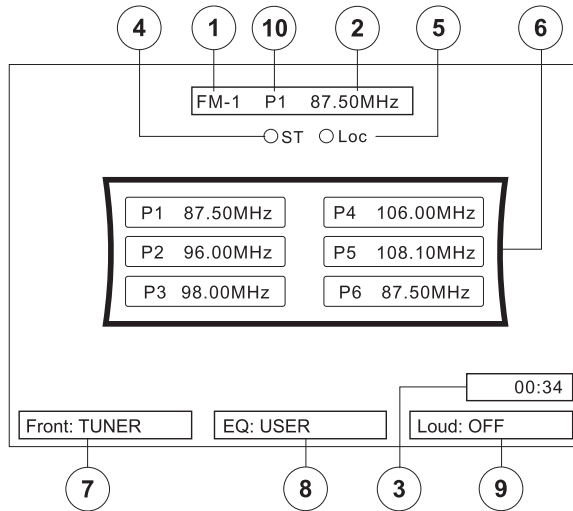 4 1 10 2 5 6
FM-1 P1 87.50MHz
ST Loc
P1 87.50MHz P4 106.00MHz
P2 96.00MHz P5 108.10MHz
P3 98.00MHz P6 87.50MHz
00:34
Front: TUNER EQ: USER Loud: OFF
7 8 3 9